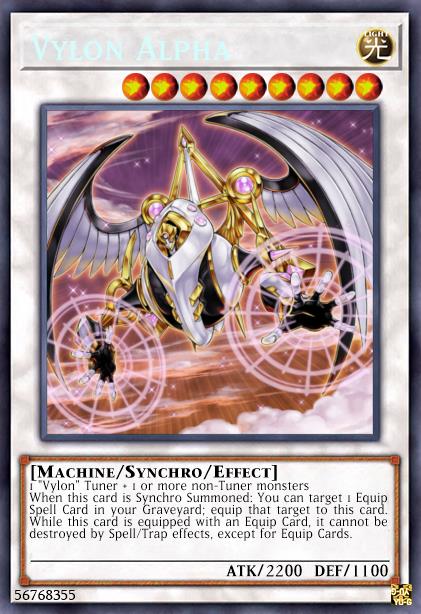 VYLON ALPHA
LIGHT
光
[MACHINE/SYNCHRO/EFFECT]
1 "Vylon" Tuner + 1 or more non-Tuner monsters
When this card is Synchro Summoned: You can target 1 Equip
Spell Card in your Graveyard; equip that target to this card.
While this card is equipped with an Equip Card, it cannot be
destroyed by Spell/Trap effects, except for Equip Cards.
ATK/2200 DEF/1100
56768355